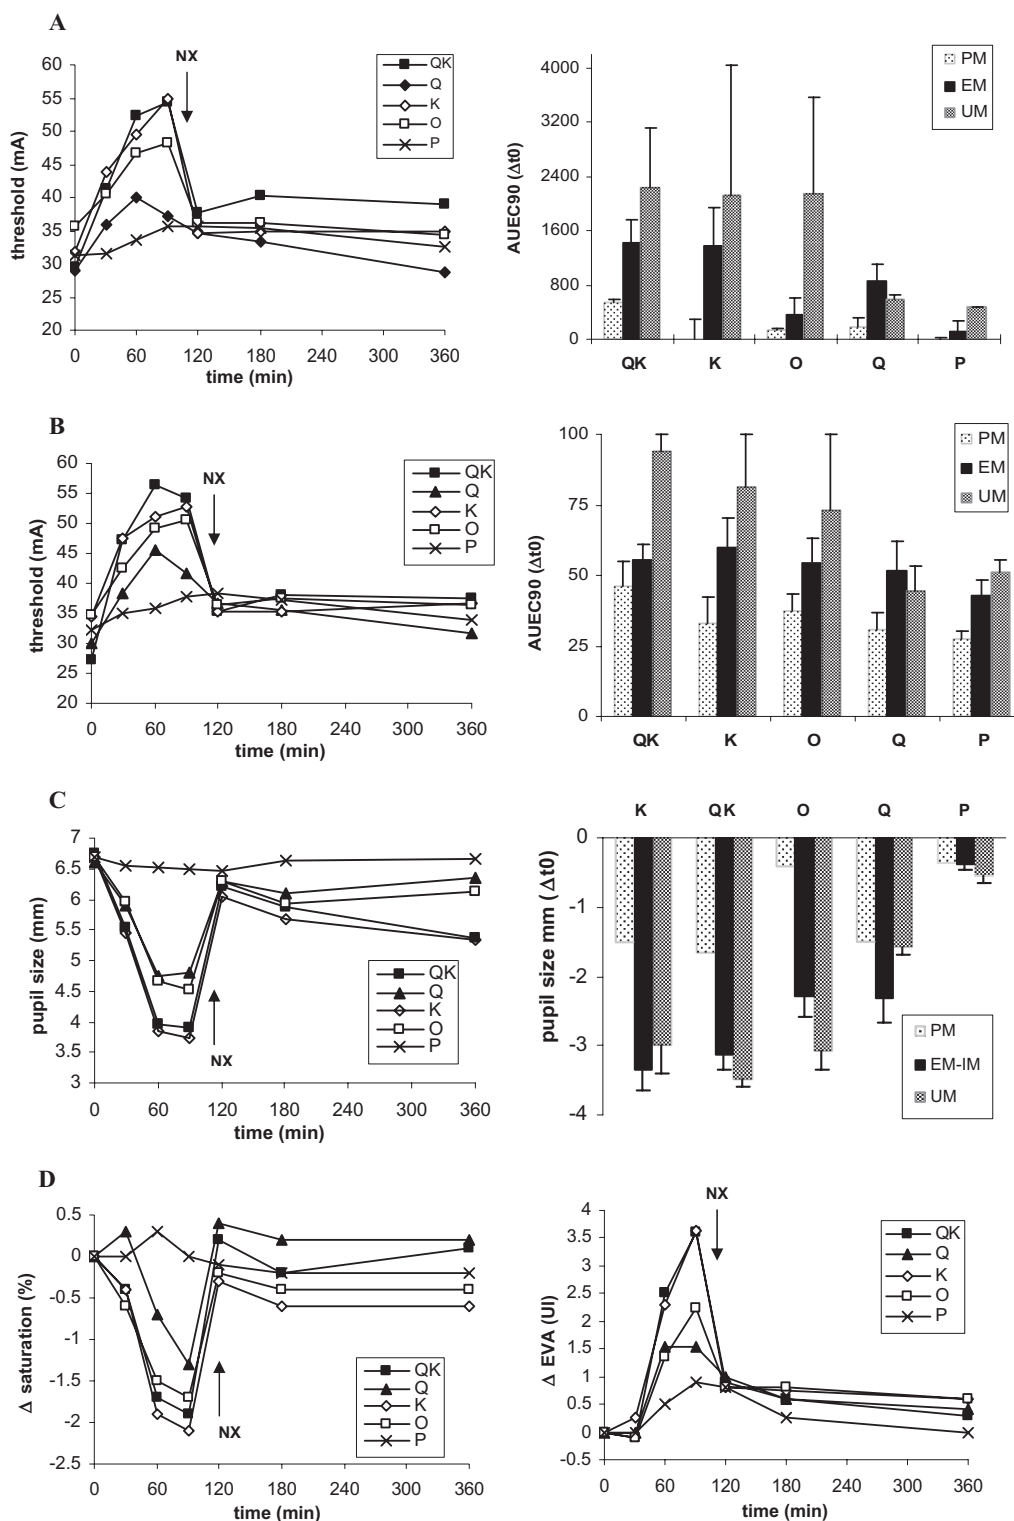 A
60
55
50
45
40
35
30
25
20
threshold (mA)
0 60 120 180 240 300 360
time (min)
NX
QK
Q
K
O
P
4000
3200
2400
1600
800
0
AUEC90 (Δt0)
QK K O Q P
PM
EM
UM
B
60
55
50
45
40
35
30
25
20
threshold (mA)
0 60 120 180 240 300 360
time (min)
NX
QK
Q
K
O
P
100
75
50
25
0
AUEC90 (Δt0)
QK K O Q P
PM
EM
UM
C
7
6.5
6
5.5
5
4.5
4
3.5
3
pupil size (mm)
0 60 120 180 240 300 360
time (min)
NX
QK
Q
K
O
P
K QK O Q P
0
-1
-2
-3
-4
pupil size mm ( Δt0)
PM
EM-IM
UM
D
0.5
0
-0.5
-1
-1.5
-2
-2.5
Δ saturation (%)
0 60 120 180 240 300 360
time (min)
NX
QK
Q
K
O
P
4
3.5
3
2.5
2
1.5
1
0.5
0
-0.5
Δ EVA (UI)
0 60 120 180 240 300 360
time (min)
NX
QK
Q
K
O
P